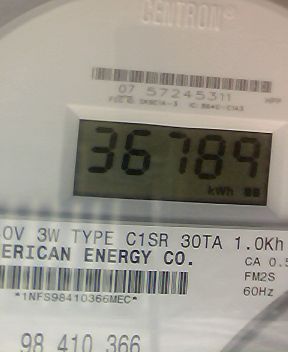 CENTRON®
07 57245311
36789
kWh
0V 3W TYPE C1SR 30TA 1.0Kh
ERICAN ENERGY CO.
CA 0.5
FM2S
*1NFS98410366MEC*
60Hz
98 410 366